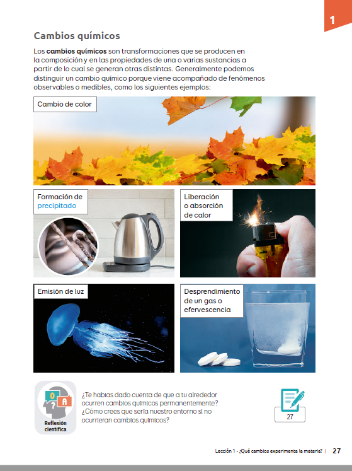 1
Cambios químicos
Los cambios químicos son transformaciones que se producen en
la composición y en las propiedades de una o varias sustancias a
partir de lo cual se generan otras distintas. Generalmente podemos
distinguir un cambio químico porque viene acompañado de fenómenos
observables o medibles, como los siguientes ejemplos:
Cambio de color
Formación de
precipitado
Liberación
o absorción
de calor
Emisión de luz
Desprendimiento
de un gas o
efervescencia
Reflexión
científica
¿Te habías dado cuenta de que a tu alrededor
ocurren cambios químicos permanentemente?
¿Cómo crees que sería nuestro entorno si no
ocurrieran cambios químicos?
27
Lección 1 - ¿Qué cambios experimenta la materia? | 27